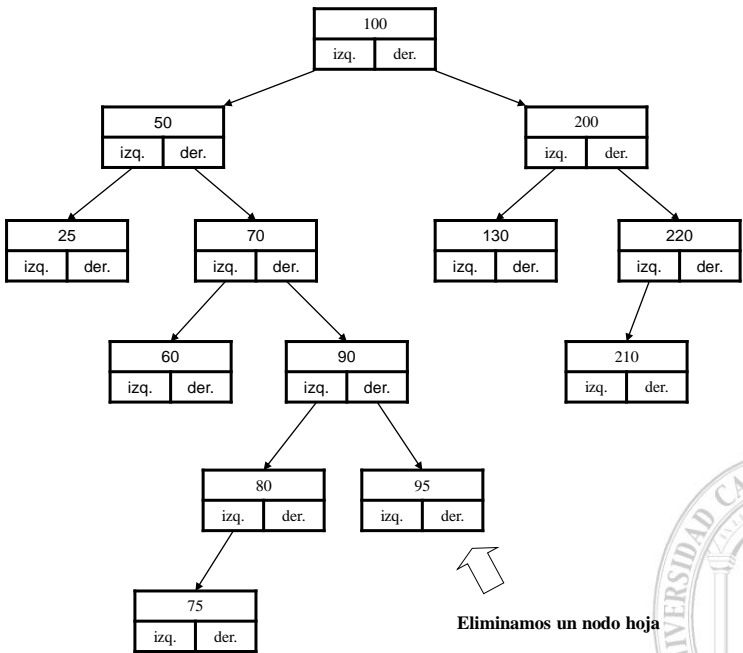 100
izq. der.
50
izq. der.
200
izq. der.
25
izq. der.
70
izq. der.
130
izq. der.
220
izq. der.
60
izq. der.
90
izq. der.
210
izq. der.
80
izq. der.
95
izq. der.
75
izq. der.
Eliminamos un nodo hoja